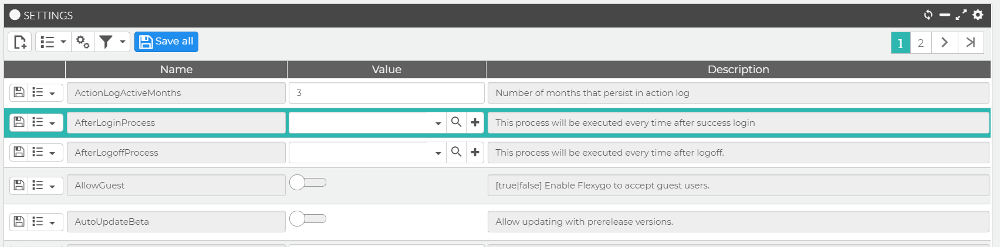 SETTINGS
Save all
1 2
Name Value Description
ActionLogActiveMonths 3 Number of months that persist in action log
AfterLoginProcess This process will be executed every time after success login
AfterLogoffProcess This process will be executed every time after logoff.
AllowGuest [true|false] Enable Flexygo to accept guest users.
AutoUpdateBeta Allow updating with prerelease versions.